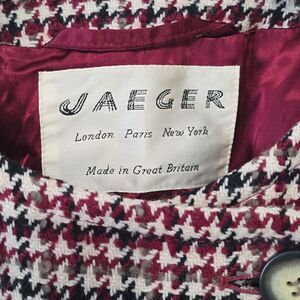 JAEGER
London Paris New York
Made in Great Britain